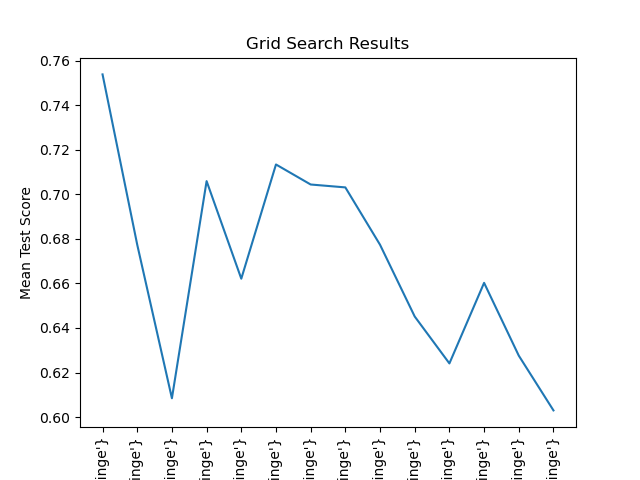 Grid Search Results
Mean Test Score
0.76
0.74
0.72
0.70
0.68
0.66
0.64
0.62
0.60
inge'}
inge'}
inge'}
inge'}
inge'}
inge'}
inge'}
inge'}
inge'}
inge'}
inge'}
inge'}
inge'}
inge'}